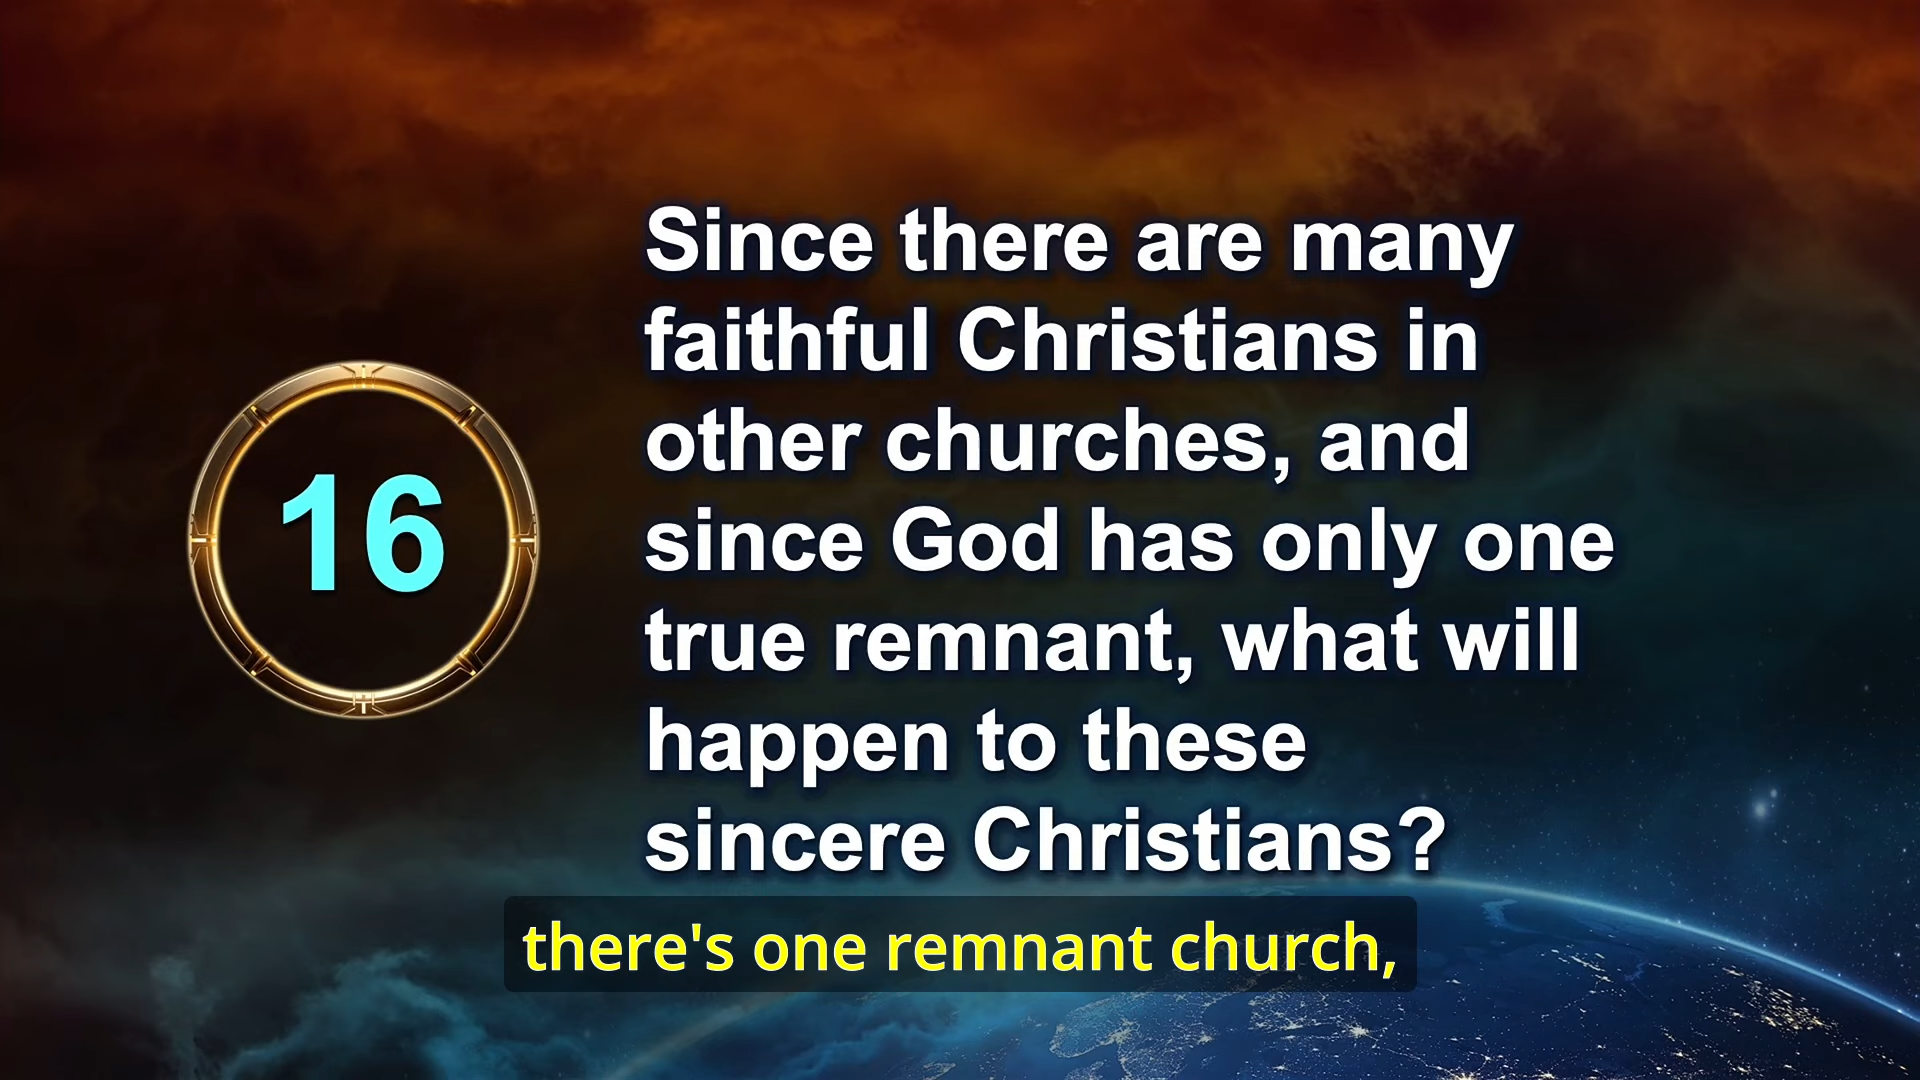 16
Since there are many
faithful Christians in
other churches, and
since God has only one
true remnant, what will
happen to these
sincere Christians?
there's one remnant church,